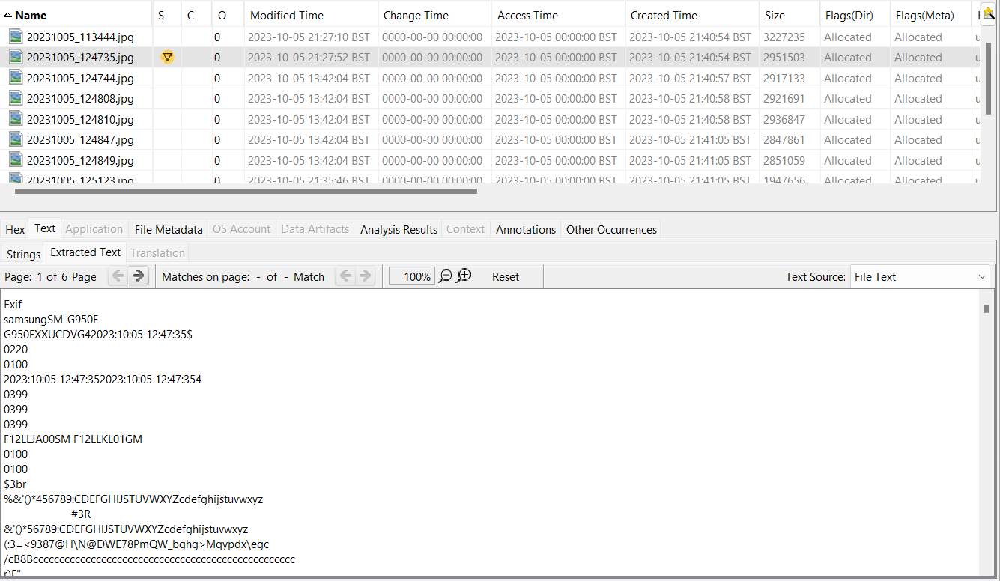 Name S C O Modified Time Change Time Access Time Created Time Size Flags(Dir) Flags(Meta)
20231005_113444.jpg 0 2023-10-05 21:27:10 BST 0000-00-00 00:00:00 2023-10-05 00:00:00 BST 2023-10-05 21:40:54 BST 3227235 Allocated Allocated
20231005_124735.jpg 0 2023-10-05 21:27:52 BST 0000-00-00 00:00:00 2023-10-05 00:00:00 BST 2023-10-05 21:40:54 BST 2951503 Allocated Allocated
20231005_124744.jpg 0 2023-10-05 13:42:04 BST 0000-00-00 00:00:00 2023-10-05 00:00:00 BST 2023-10-05 21:40:57 BST 2917133 Allocated Allocated
20231005_124808.jpg 0 2023-10-05 13:42:04 BST 0000-00-00 00:00:00 2023-10-05 00:00:00 BST 2023-10-05 21:40:58 BST 2921691 Allocated Allocated
20231005_124810.jpg 0 2023-10-05 13:42:04 BST 0000-00-00 00:00:00 2023-10-05 00:00:00 BST 2023-10-05 21:40:58 BST 2936847 Allocated Allocated
20231005_124847.jpg 0 2023-10-05 13:42:04 BST 0000-00-00 00:00:00 2023-10-05 00:00:00 BST 2023-10-05 21:41:05 BST 2847861 Allocated Allocated
20231005_124849.jpg 0 2023-10-05 13:42:04 BST 0000-00-00 00:00:00 2023-10-05 00:00:00 BST 2023-10-05 21:41:05 BST 2851059 Allocated Allocated
20231005_125123.jpg 0 2023-10-05 21:35:46 BST 0000-00-00 00:00:00 2023-10-05 00:00:00 BST 2023-10-05 21:41:05 BST 1947656 Allocated Allocated
Hex Text Application File Metadata OS Account Data Artifacts Analysis Results Context Annotations Other Occurrences
Strings Extracted Text Translation
Page: 1 of 6 Page Matches on page: - of - Match 100% Reset Text Source: File Text
Exif
samsungSM-G950F
G950FXXUCDVG42023:10:05 12:47:35$
0220
0100
2023:10:05 12:47:352023:10:05 12:47:354
0399
0399
0399
F12LLJA00SM F12LLKL01GM
0100
0100
$3br
%&'()*456789:CDEFGHIJSTUVWXYZcdefghijstuvwxyz
#3R
&'()*56789:CDEFGHIJSTUVWXYZcdefghijstuvwxyz
(:3=<9387@H\N@DWE78PmQW_bghg>Mqypdx\egc
/cB8Bcccccccccccccccccccccccccccccccccccccccccccccccccc